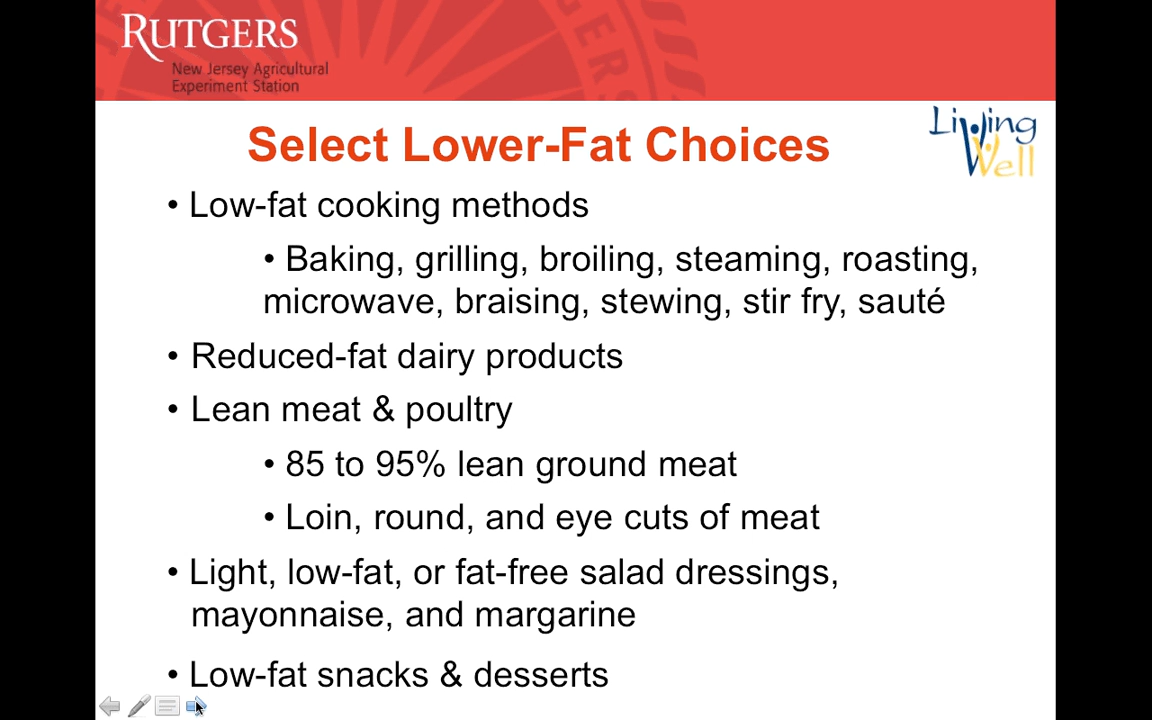 RUTGERS
New Jersey Agricultural
Experiment Station
Living
Well
Select Lower-Fat Choices
• Low-fat cooking methods
• Baking, grilling, broiling, steaming, roasting,
microwave, braising, stewing, stir fry, sauté
• Reduced-fat dairy products
• Lean meat & poultry
• 85 to 95% lean ground meat
• Loin, round, and eye cuts of meat
• Light, low-fat, or fat-free salad dressings,
mayonnaise, and margarine
• Low-fat snacks & desserts